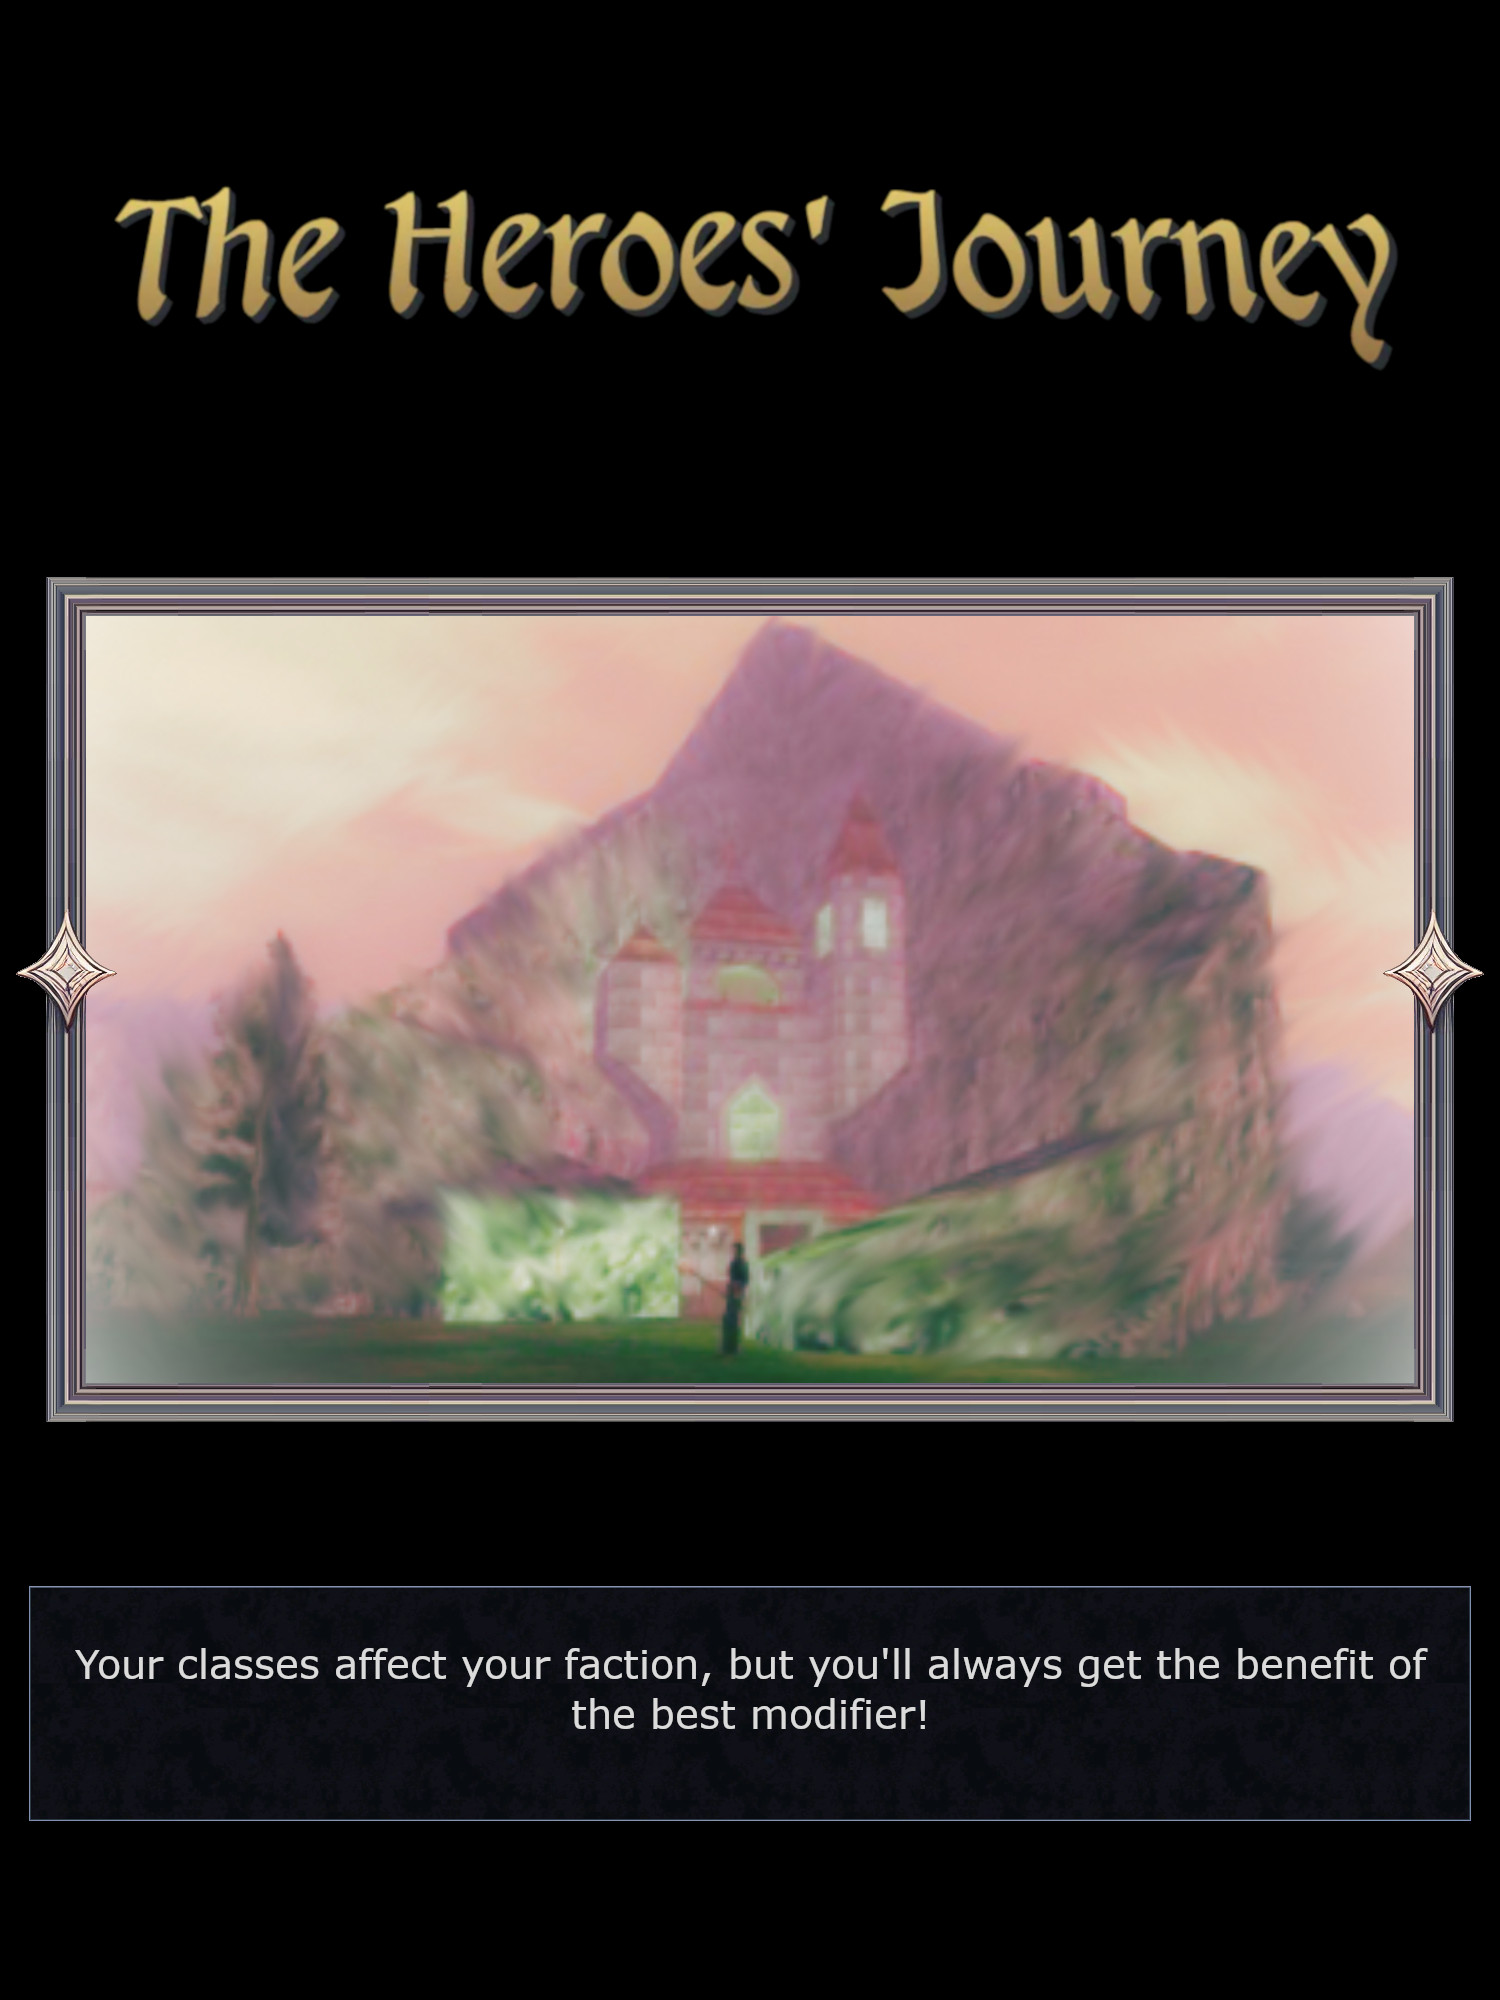 The Heroes' Journey
Your classes affect your faction, but you'll always get the benefit of
the best modifier!